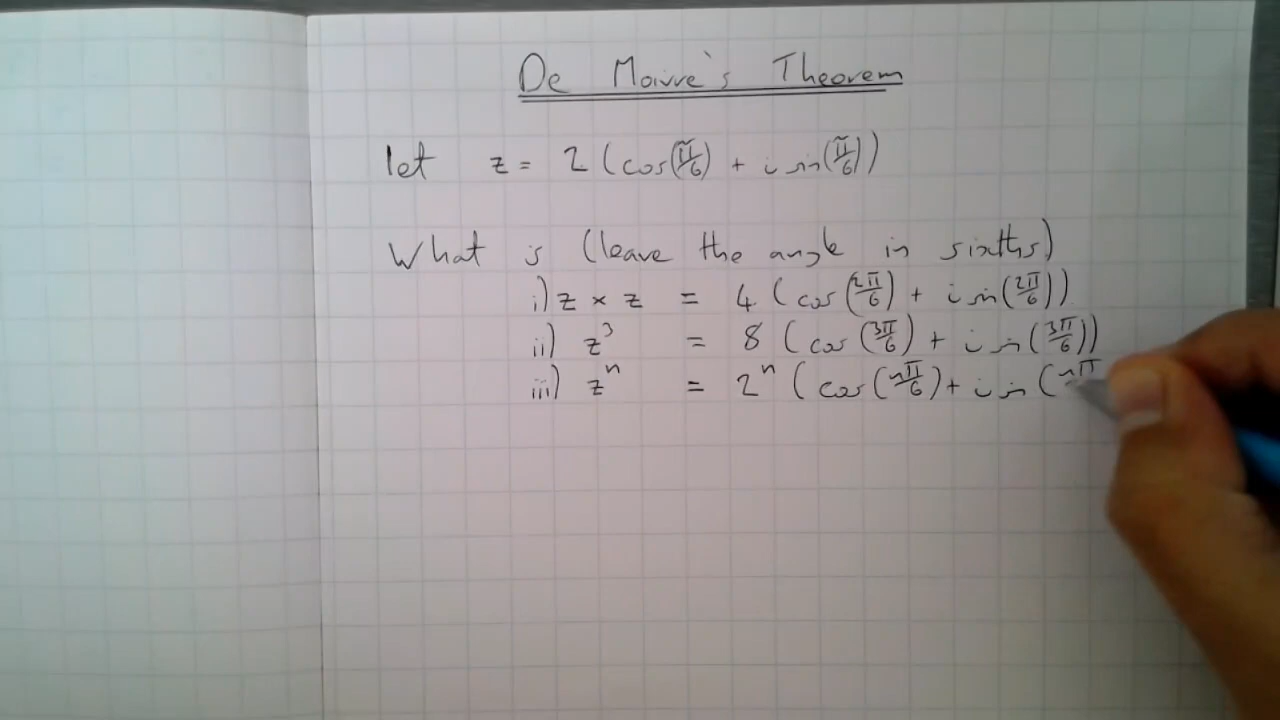 De Moivre's Theorem
let z = 2 (cos(π/6) + i sin(π/6))
What is (leave the angle in sixths)
i) z × z = 4 (cos(2π/6) + i sin(2π/6))
ii) z³ = 8 (cos(3π/6) + i sin(3π/6))
iii) zⁿ = 2ⁿ (cos(nπ/6) + i sin(nπ